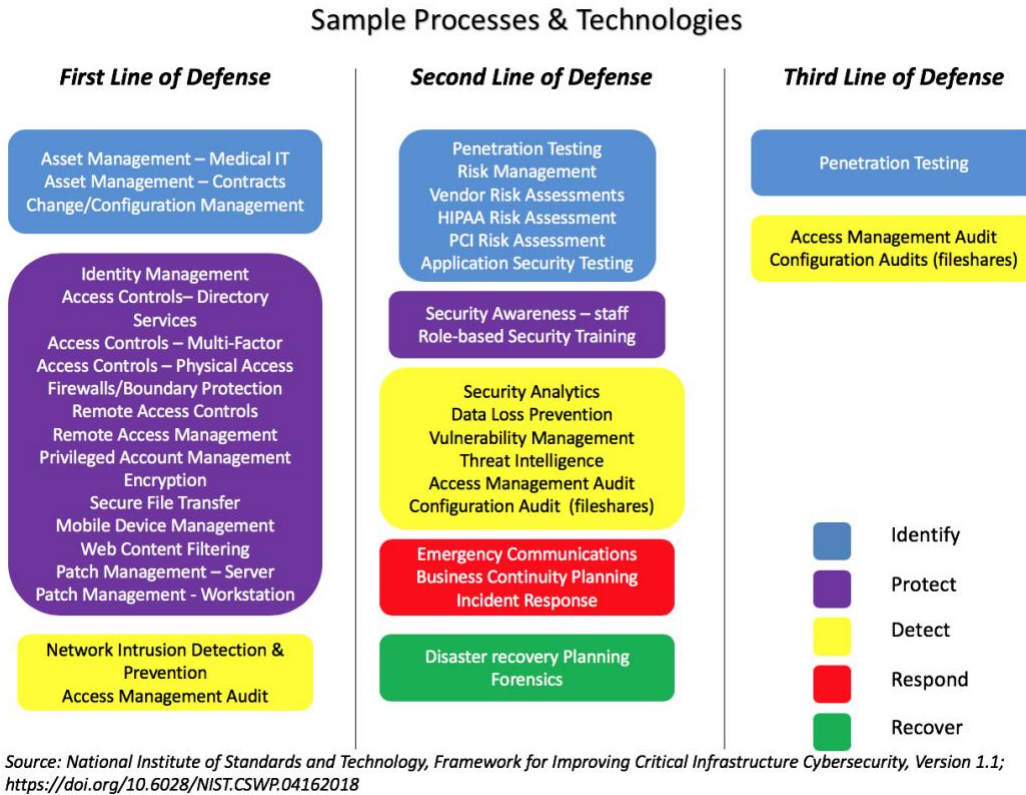 Sample Processes & Technologies
First Line of Defense
Asset Management – Medical IT
Asset Management – Contracts
Change/Configuration Management
Identity Management
Access Controls– Directory
Services
Access Controls – Multi-Factor
Access Controls – Physical Access
Firewalls/Boundary Protection
Remote Access Controls
Remote Access Management
Privileged Account Management
Encryption
Secure File Transfer
Mobile Device Management
Web Content Filtering
Patch Management – Server
Patch Management - Workstation
Network Intrusion Detection &
Prevention
Access Management Audit
Second Line of Defense
Penetration Testing
Risk Management
Vendor Risk Assessments
HIPAA Risk Assessment
PCI Risk Assessment
Application Security Testing
Security Awareness – staff
Role-based Security Training
Security Analytics
Data Loss Prevention
Vulnerability Management
Threat Intelligence
Access Management Audit
Configuration Audit (fileshares)
Emergency Communications
Business Continuity Planning
Incident Response
Disaster recovery Planning
Forensics
Third Line of Defense
Penetration Testing
Access Management Audit
Configuration Audits (fileshares)
Identify
Protect
Detect
Respond
Recover
Source: National Institute of Standards and Technology, Framework for Improving Critical Infrastructure Cybersecurity, Version 1.1;
https://doi.org/10.6028/NIST.CSWP.04162018